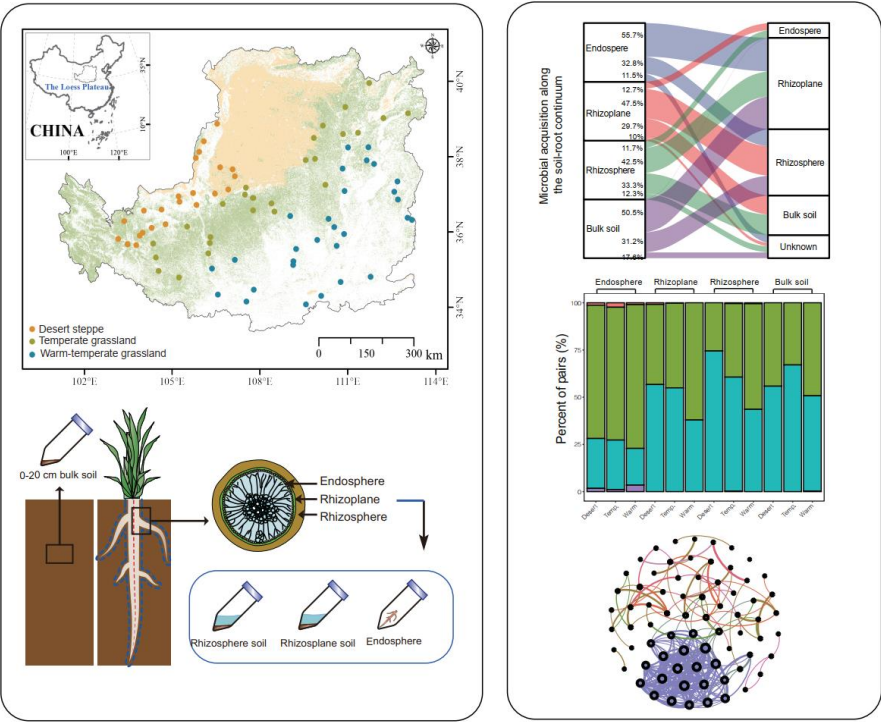 The Loess Plateau
CHINA
35°N
10°N
100°E
120°E
40°N
38°N
36°N
34°N
Desert steppe
Temperate grassland
Warm-temperate grassland
0 150 300 km
102°E 105°E 108°E 111°E 114°E
0-20 cm bulk soil
Endosphere
Rhizoplane
Rhizosphere
Rhizosphere soil
Rhizosplane soil
Endosphere
Microbial acquisition along
the soil-root continuum
55.7%
Endospere
32.8%
11.5%
12.7%
Rhizoplane
47.5%
29.7%
10%
11.7%
Rhizosphere
42.5%
33.3%
12.3%
50.5%
Bulk soil
31.2%
17.6%
Endospere
Rhizoplane
Rhizosphere
Bulk soil
Unknown
Endosphere Rhizoplane Rhizosphere Bulk soil
Percent of pairs (%)
100
75
50
25
0
Desert Temp. Warm Desert Temp. Warm Desert Temp. Warm Desert Temp. Warm